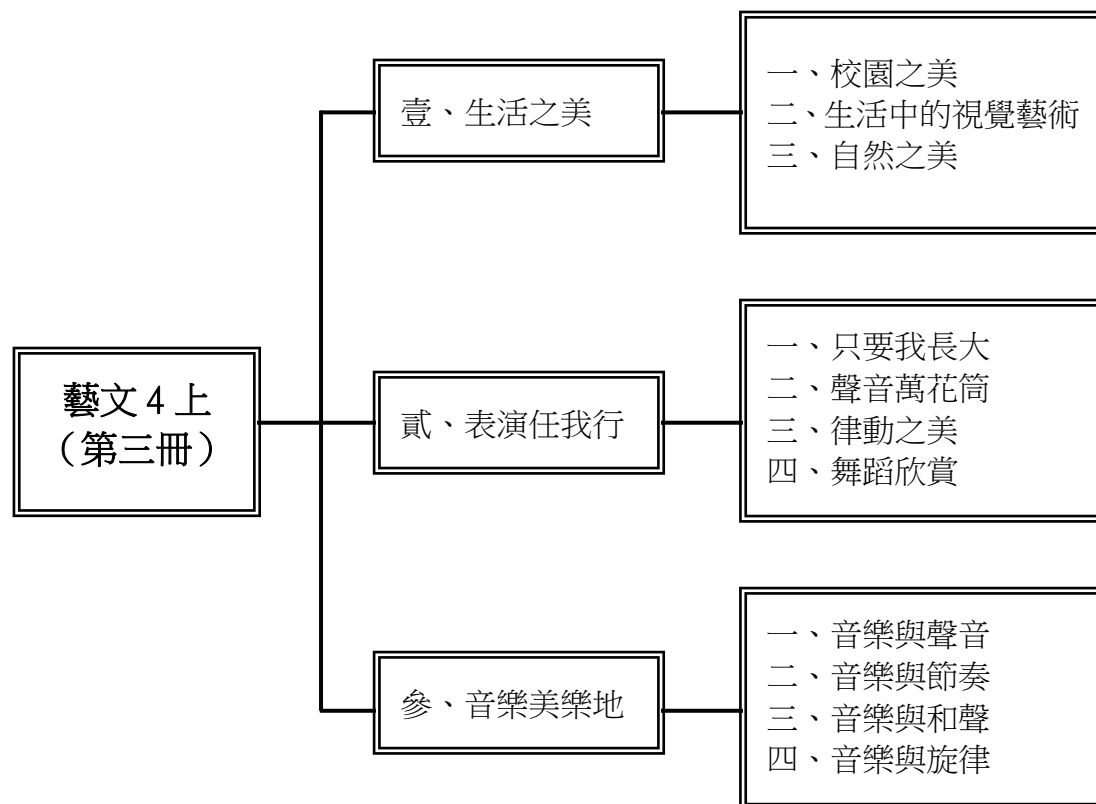 藝文 4 上
（第三冊）
壹、生活之美
一、校園之美
二、生活中的視覺藝術
三、自然之美
貳、表演任我行
一、只要我長大
二、聲音萬花筒
三、律動之美
四、舞蹈欣賞
參、音樂美樂地
一、音樂與聲音
二、音樂與節奏
三、音樂與和聲
四、音樂與旋律